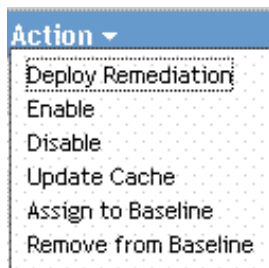 Action
Deploy Remediation
Enable
Disable
Update Cache
Assign to Baseline
Remove from Baseline